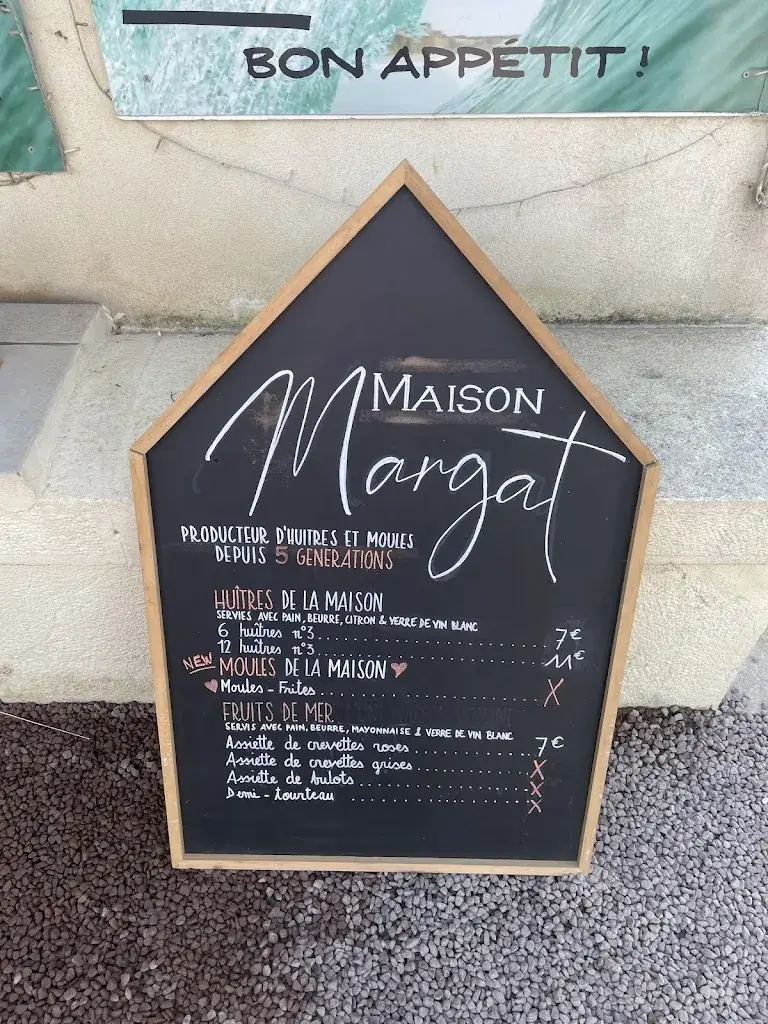 BON APPÉTIT !
MAISON
Margat
PRODUCTEUR D'HUITRES ET MOULES
DEPUIS 5 GENERATIONS
HUÎTRES DE LA MAISON
SERVIES AVEC PAIN, BEURRE, CITRON & VERRE DE VIN BLANC
6 huîtres n°3 7€
12 huîtres n°3 11€
NEW MOULES DE LA MAISON
Moules - Frites X
FRUITS DE MER
SERVIS AVEC PAIN, BEURRE, MAYONNAISE & VERRE DE VIN BLANC
Assiette de crevettes roses 7€
Assiette de crevettes grises X
Assiette de bulots X
Demi - tourteau X